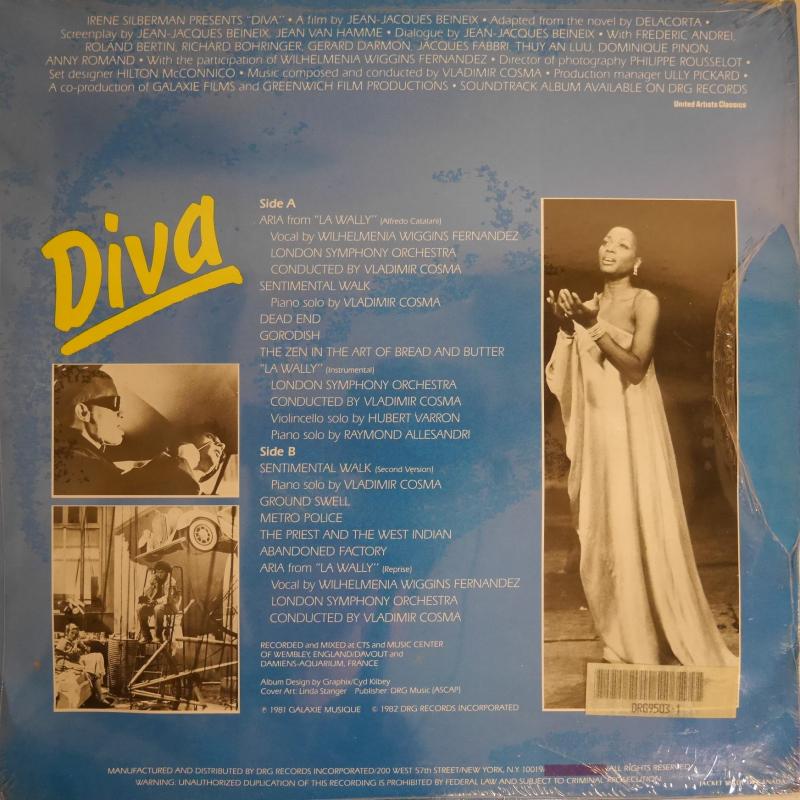 IRENE SILBERMAN PRESENTS "DIVA" • A film by JEAN-JACQUES BEINEIX • Adapted from the novel by DELACORTA •
Screenplay by JEAN-JACQUES BEINEIX, JEAN VAN HAMME • Dialogue by JEAN-JACQUES BEINEIX • With FREDERIC ANDREI,
ROLAND BERTIN, RICHARD BOHRINGER, GERARD DARMON, JACQUES FABBRI, THUY AN LUU, DOMINIQUE PINON,
ANNY ROMAND • With the participation of WILHELMENIA WIGGINS FERNANDEZ • Director of photography PHILIPPE ROUSSELOT •
Set designer HILTON McCONNICO • Music composed and conducted by VLADIMIR COSMA • Production manager ULLY PICKARD •
A co-production of GALAXIE FILMS and GREENWICH FILM PRODUCTIONS • SOUNDTRACK ALBUM AVAILABLE ON DRG RECORDS
United Artists Classics
Diva
Side A
ARIA from "LA WALLY" (Alfredo Catalani)
Vocal by WILHELMENIA WIGGINS FERNANDEZ
LONDON SYMPHONY ORCHESTRA
CONDUCTED BY VLADIMIR COSMA
SENTIMENTAL WALK
Piano solo by VLADIMIR COSMA
DEAD END
GORODISH
THE ZEN IN THE ART OF BREAD AND BUTTER
"LA WALLY" (Instrumental)
LONDON SYMPHONY ORCHESTRA
CONDUCTED BY VLADIMIR COSMA
Violincello solo by HUBERT VARRON
Piano solo by RAYMOND ALLESANDRI
Side B
SENTIMENTAL WALK (Second Version)
Piano solo by VLADIMIR COSMA
GROUND SWELL
METRO POLICE
THE PRIEST AND THE WEST INDIAN
ABANDONED FACTORY
ARIA from "LA WALLY" (Reprise)
Vocal by WILHELMENIA WIGGINS FERNANDEZ
LONDON SYMPHONY ORCHESTRA
CONDUCTED BY VLADIMIR COSMA
RECORDED and MIXED at CTS and MUSIC CENTER
OF WEMBLEY, ENGLAND/DAVOUT and
DAMIENS-AQUARIUM, FRANCE
Album Design by Graphix/Cyd Kilbey
Cover Art: Linda Stanger Publisher DRG Music (ASCAP)
℗ 1981 GALAXIE MUSIQUE © 1982 DRG RECORDS INCORPORATED
DRG9503-1
MANUFACTURED AND DISTRIBUTED BY DRG RECORDS INCORPORATED/200 WEST 57th STREET/NEW YORK, N.Y. 10019 ALL RIGHTS RESERVED
WARNING: UNAUTHORIZED DUPLICATION OF THIS RECORDING IS PROHIBITED BY FEDERAL LAW AND SUBJECT TO CRIMINAL PROSECUTION.
JACKET CANADA